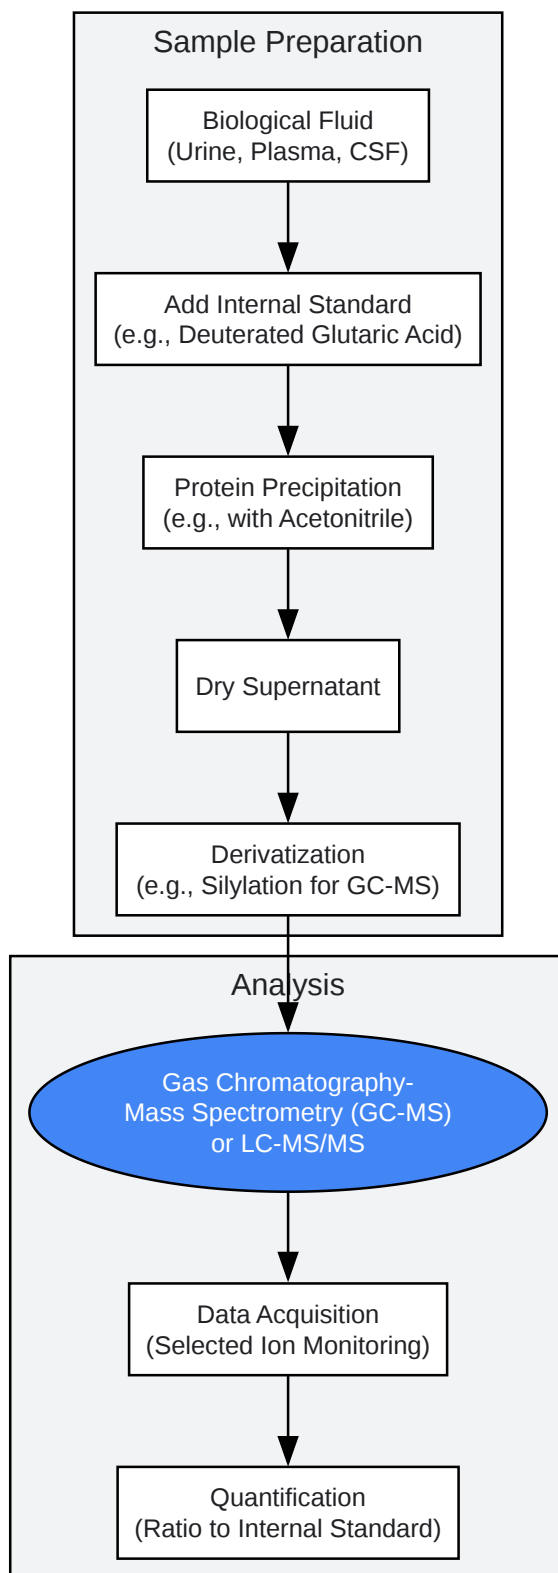 Sample Preparation
Biological Fluid
(Urine, Plasma, CSF)
Add Internal Standard
(e.g., Deuterated Glutaric Acid)
Protein Precipitation
(e.g., with Acetonitrile)
Dry Supernatant
Derivatization
(e.g., Silylation for GC-MS)
Analysis
Gas Chromatography-
Mass Spectrometry (GC-MS)
or LC-MS/MS
Data Acquisition
(Selected Ion Monitoring)
Quantification
(Ratio to Internal Standard)